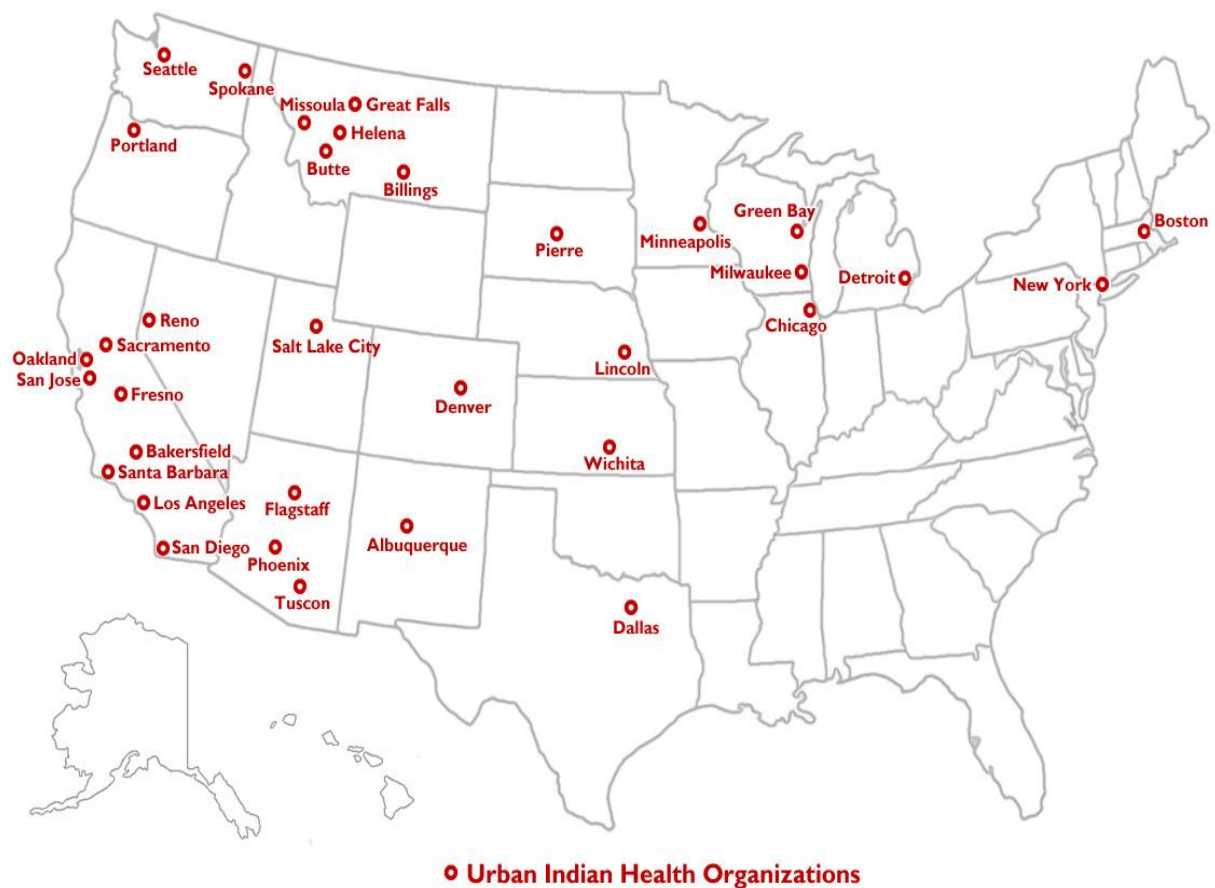 Seattle
Spokane
Missoula
Great Falls
Helena
Portland
Butte
Billings
Green Bay
Boston
Minneapolis
Pierre
Milwaukee
Detroit
New York
Chicago
Reno
Sacramento
Salt Lake City
Oakland
San Jose
Lincoln
Fresno
Denver
Bakersfield
Wichita
Santa Barbara
Los Angeles
Flagstaff
San Diego
Albuquerque
Phoenix
Tuscon
Dallas
Urban Indian Health Organizations